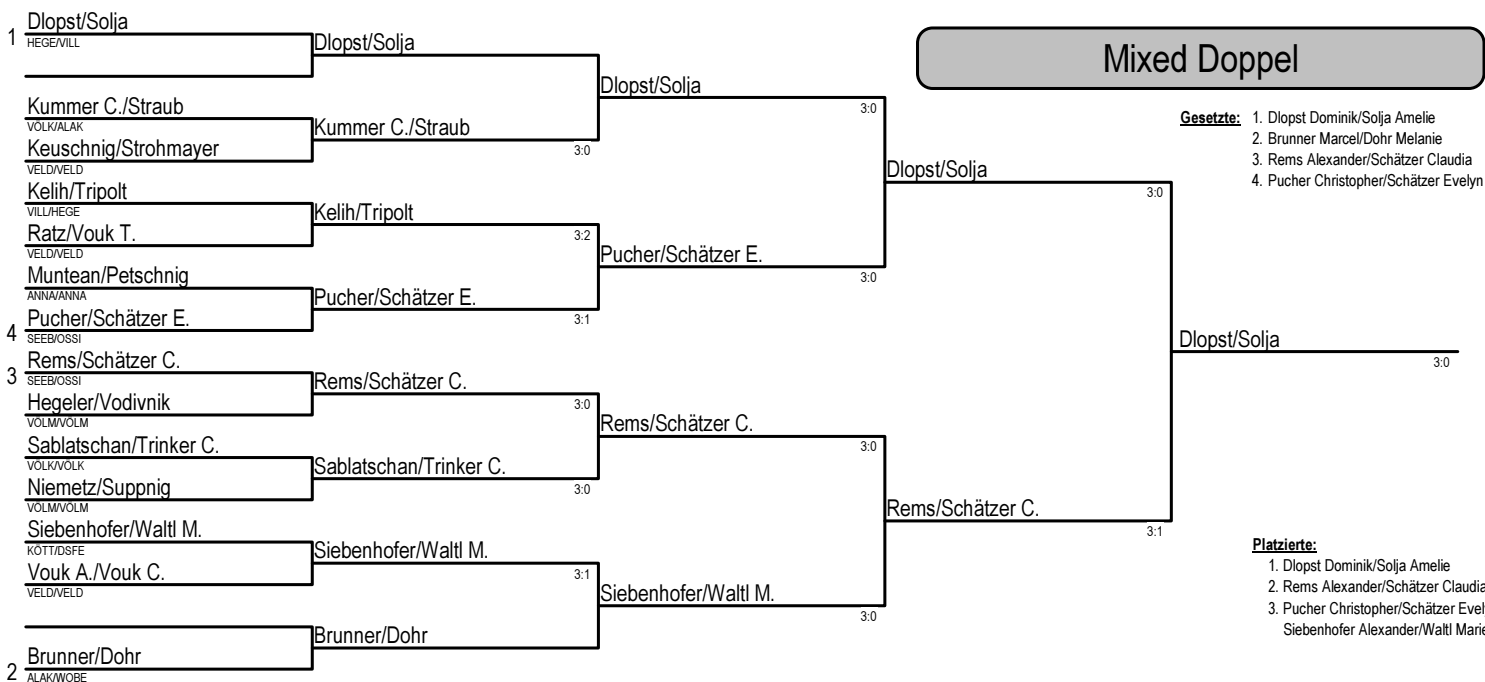 Mixed Doppel
Gesetzte: 1. Dlopst Dominik/Solja Amelie
2. Brunner Marcel/Dohr Melanie
3. Rems Alexander/Schätzer Claudia
4. Pucher Christopher/Schätzer Evelyn
1 Dlopst/Solja
HEGE/VILL
Kummer C./Straub
VÖLK/ALAK
Keuschnig/Strohmayer
VELD/VELD
Kelih/Tripolt
VILL/HEGE
Ratz/Vouk T.
VELD/VELD
Muntean/Petschnig
ANNA/ANNA
4 Pucher/Schätzer E.
SEEB/OSSI
3 Rems/Schätzer C.
SEEB/OSSI
Hegeler/Vodivnik
VÖLM/VÖLM
Sablatschan/Trinker C.
VÖLK/VÖLK
Niemetz/Suppnig
VÖLM/VÖLM
Siebenhofer/Waltl M.
KÖTT/DSFE
Vouk A./Vouk C.
VELD/VELD
2 Brunner/Dohr
ALAK/WOBE
Dlopst/Solja
Kummer C./Straub
3:0
Kelih/Tripolt
3:2
Pucher/Schätzer E.
3:1
Rems/Schätzer C.
3:0
Sablatschan/Trinker C.
3:0
Siebenhofer/Waltl M.
3:1
Brunner/Dohr
Dlopst/Solja
3:0
Pucher/Schätzer E.
3:0
Rems/Schätzer C.
3:0
Siebenhofer/Waltl M.
3:0
Dlopst/Solja
3:0
Rems/Schätzer C.
3:1
Dlopst/Solja
3:0
Platzierte:
1. Dlopst Dominik/Solja Amelie
2. Rems Alexander/Schätzer Claudia
3. Pucher Christopher/Schätzer Evel
Siebenhofer Alexander/Waltl Marie